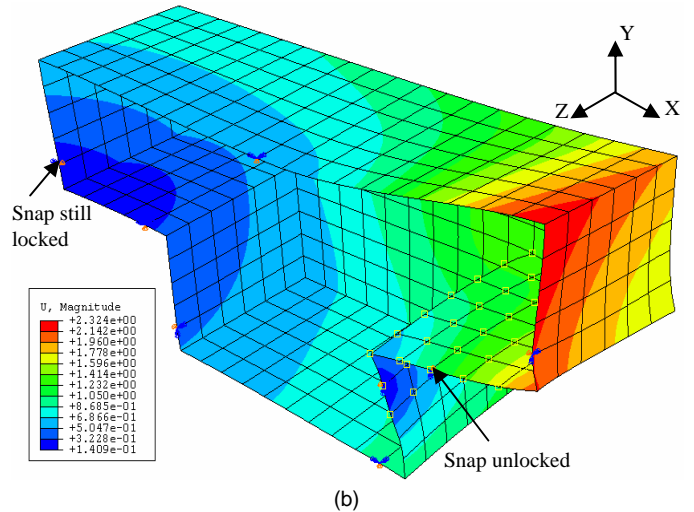 Y
Z X
Snap still
locked
U, Magnitude
+2.324e+00
+2.142e+00
+1.960e+00
+1.778e+00
+1.596e+00
+1.414e+00
+1.232e+00
+1.050e+00
+8.685e-01
+6.866e-01
+5.047e-01
+3.228e-01
+1.409e-01
Snap unlocked
(b)